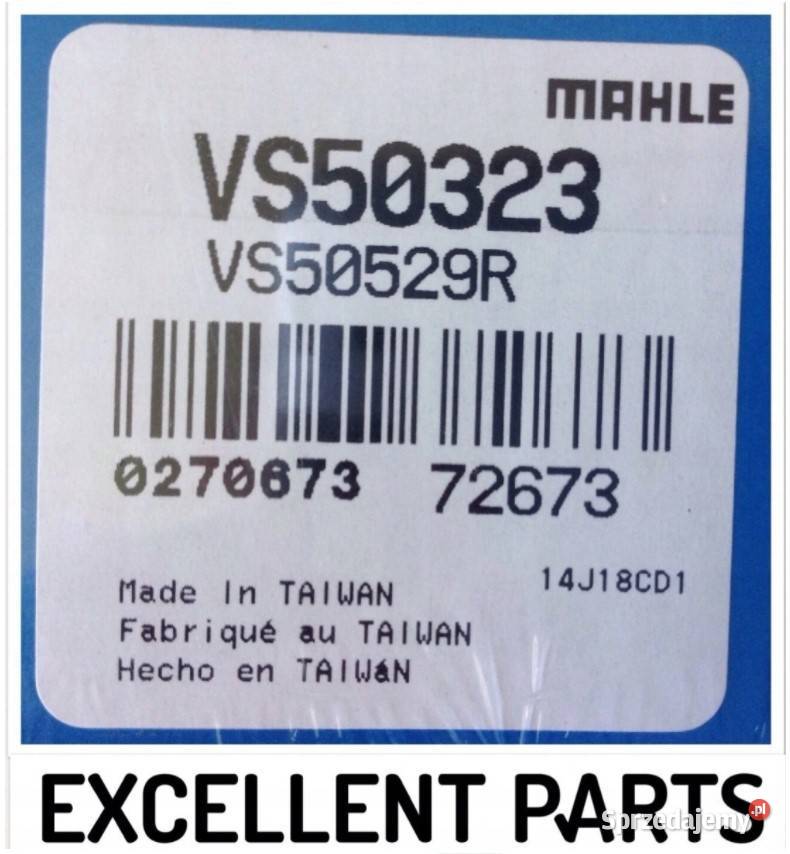 MAHLE
VS50323
VS50529R
0270673 72673
14J18CD1
Made In TAIWAN
Fabriqué au TAIWAN
Hecho en TAIWáN
EXCELLENT PARTS
Sprzedajemy.pl